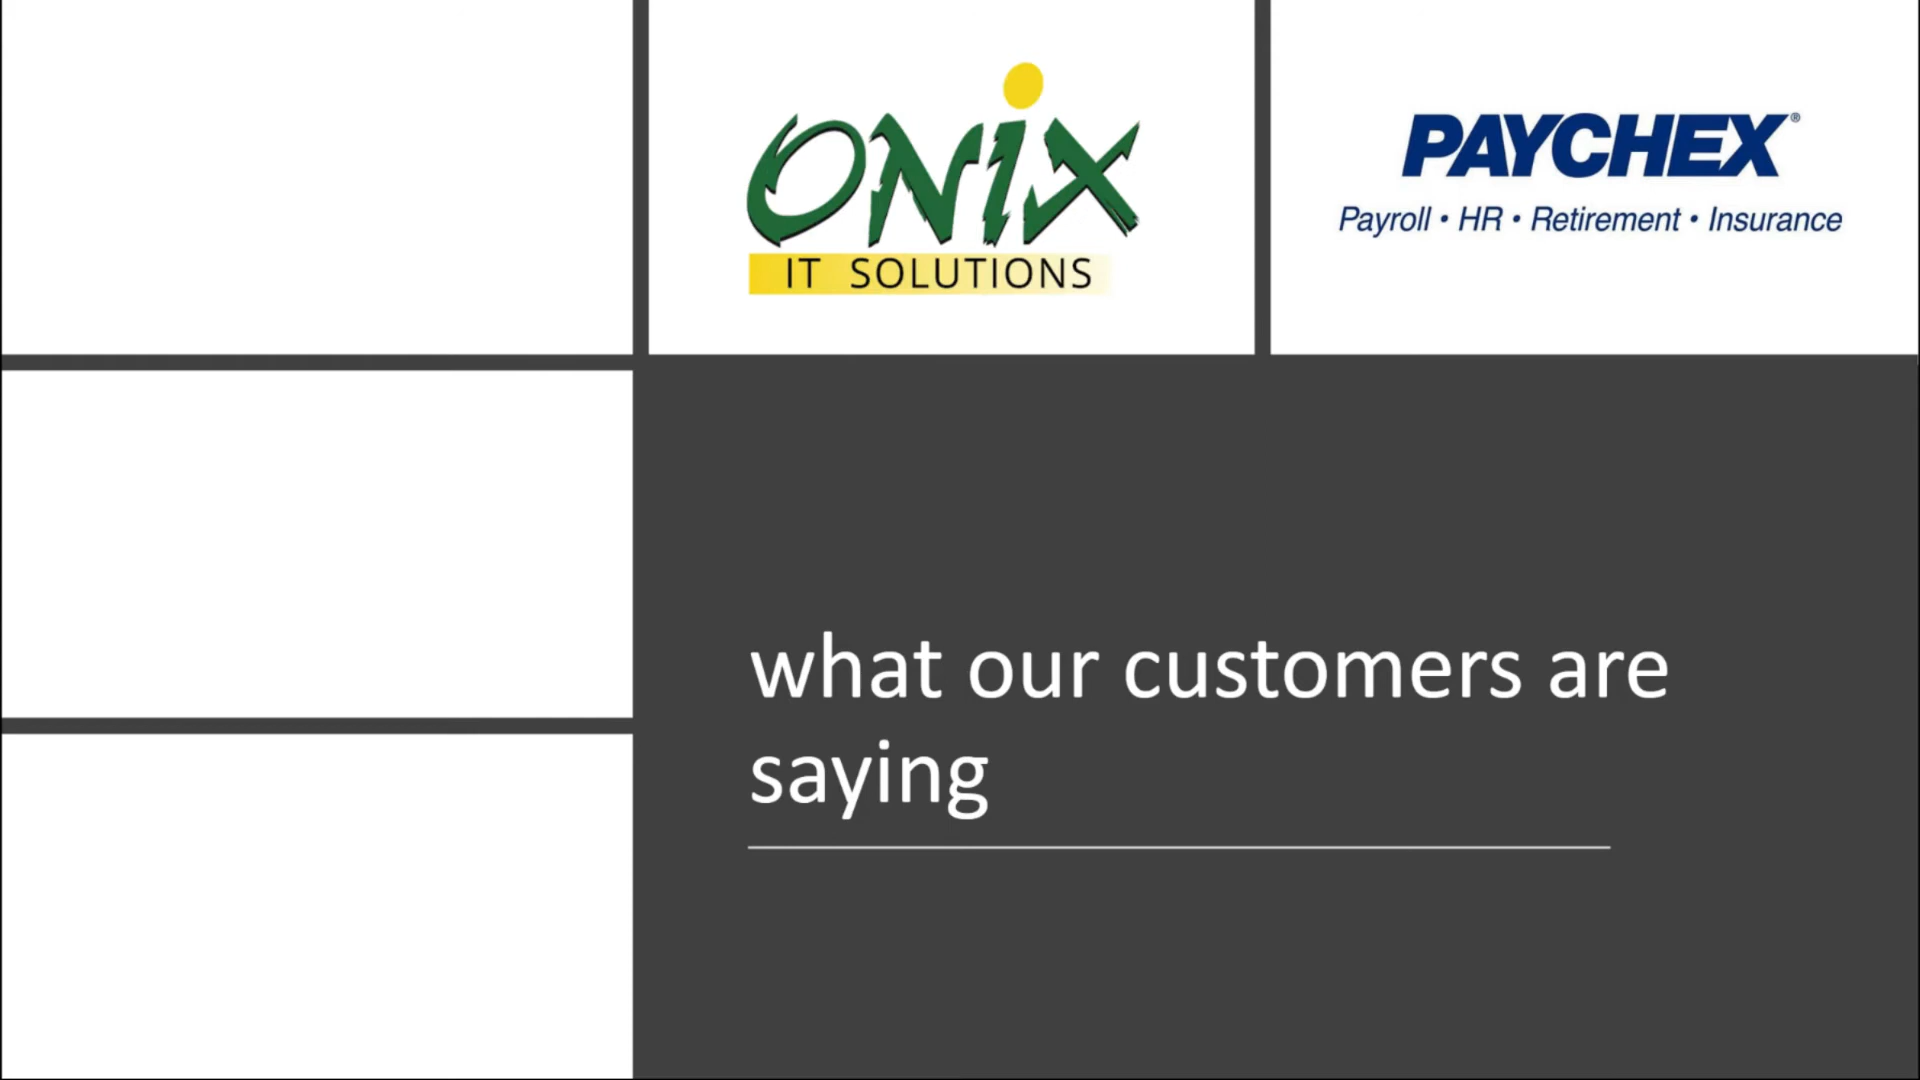 ONiX
IT SOLUTIONS
PAYCHEX®
Payroll • HR • Retirement • Insurance
what our customers are
saying